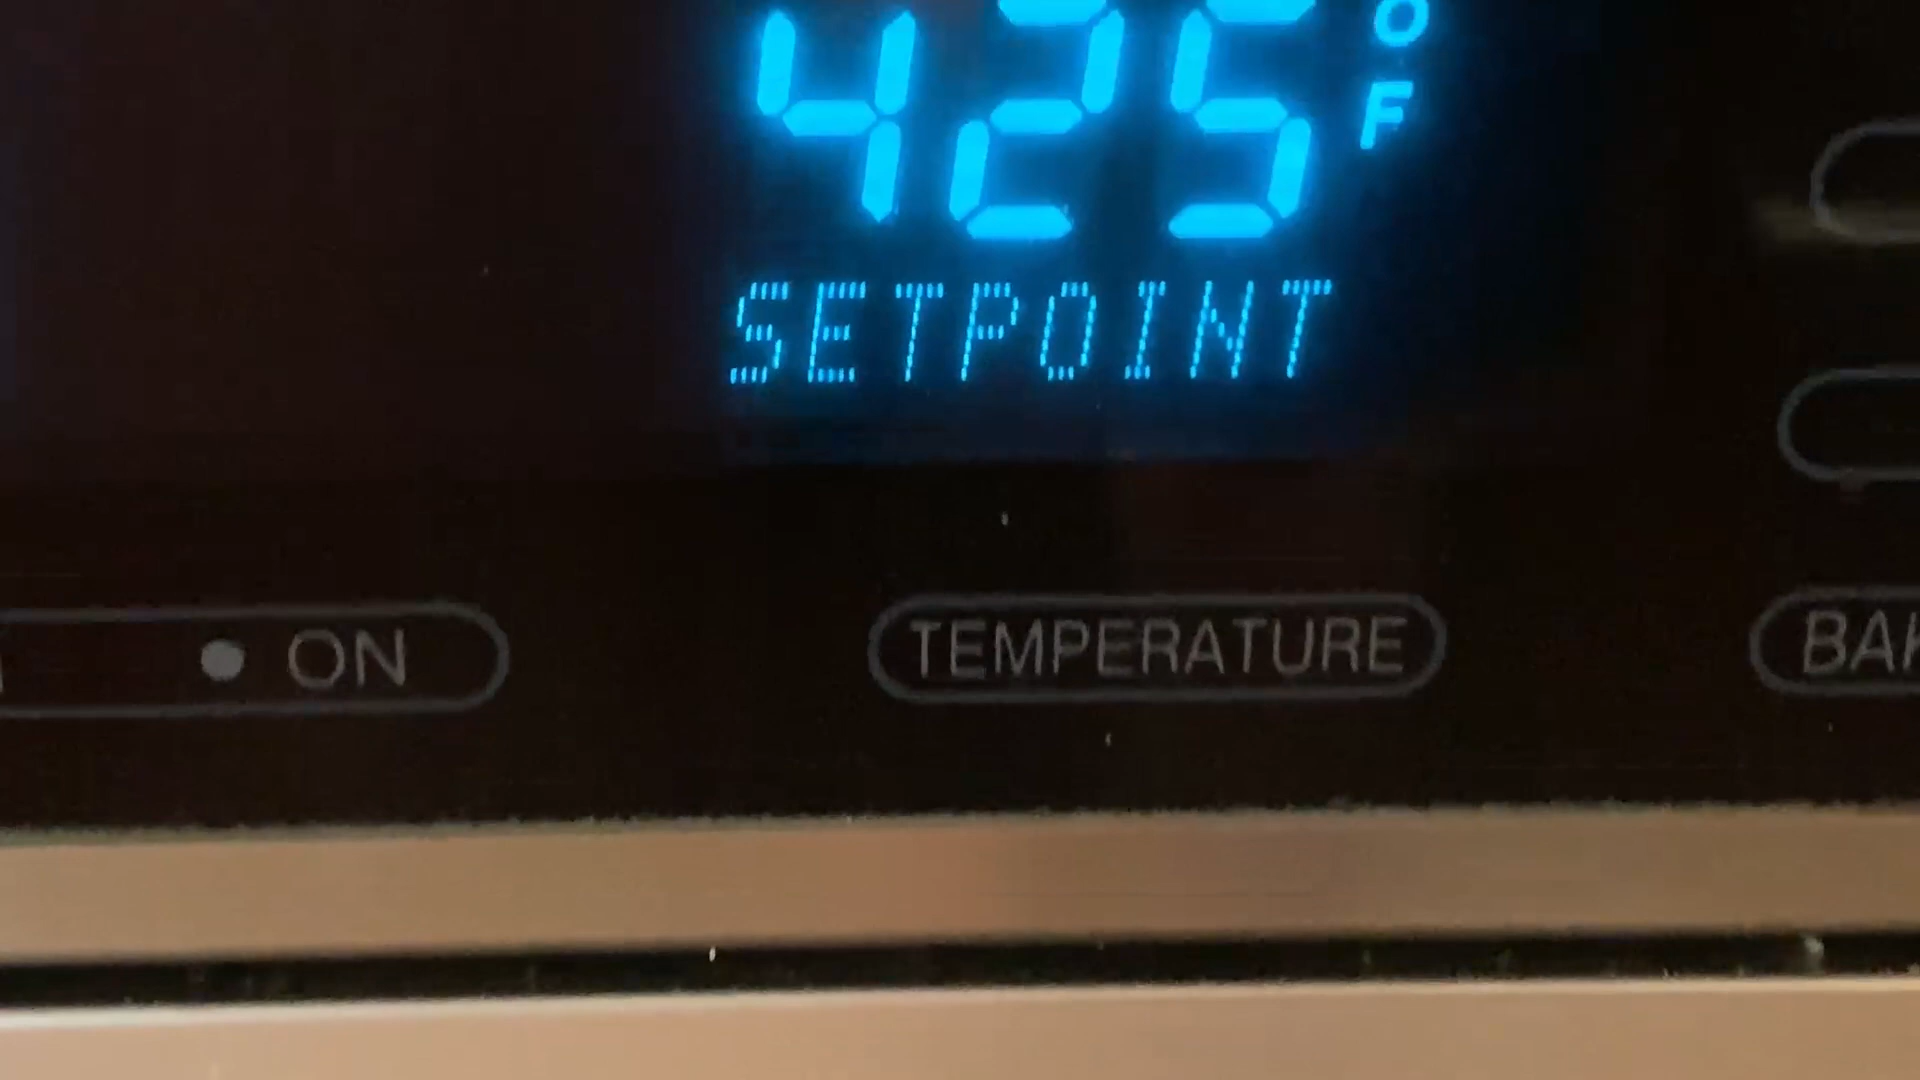 425 °F
SETPOINT
ON
TEMPERATURE
BAK